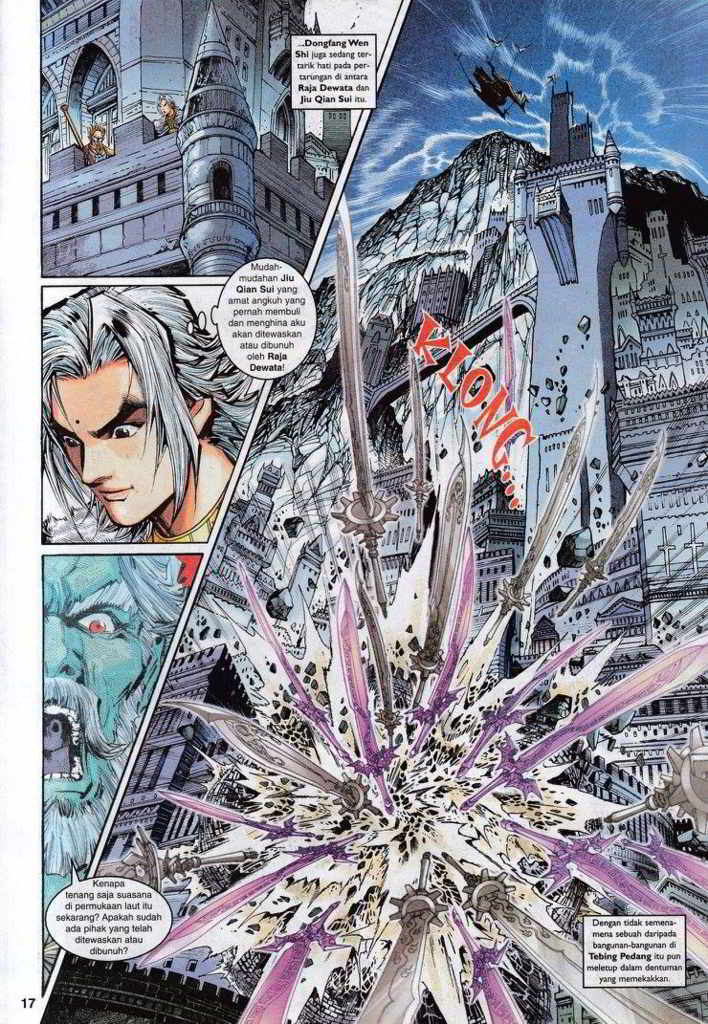 ...Dongfang Wen
Shi juga sedang ter-
tarik hati pada per-
tarungan di antara
Raja Dewata dan
Jiu Qian Sui itu.
Mudah-
mudahan Jiu
Qian Sui yang
amat angkuh yang
pernah membuli
dan menghina aku
akan ditewaskan
atau dibunuh
oleh Raja
Dewata!
KLONG....
Kenapa
tenang saja suasana
di permukaan laut itu
sekarang? Apakah sudah
ada pihak yang telah
ditewaskan atau
dibunuh?
Dengan tidak semena-
mena sebuah daripada
bangunan-bangunan di
Tebing Pedang itu pun
meletup dalam dentuman
yang memekakkan.
17